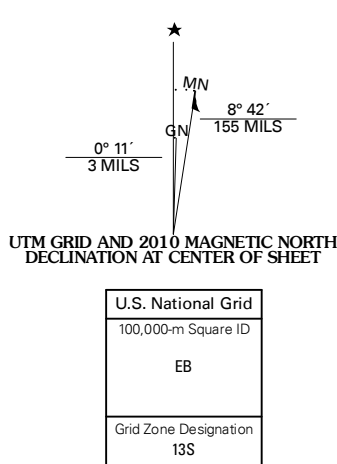 MN
8° 42´
155 MILS
GN
0° 11´
3 MILS
UTM GRID AND 2010 MAGNETIC NORTH
DECLINATION AT CENTER OF SHEET
U.S. National Grid
100,000-m Square ID
EB
Grid Zone Designation
13S